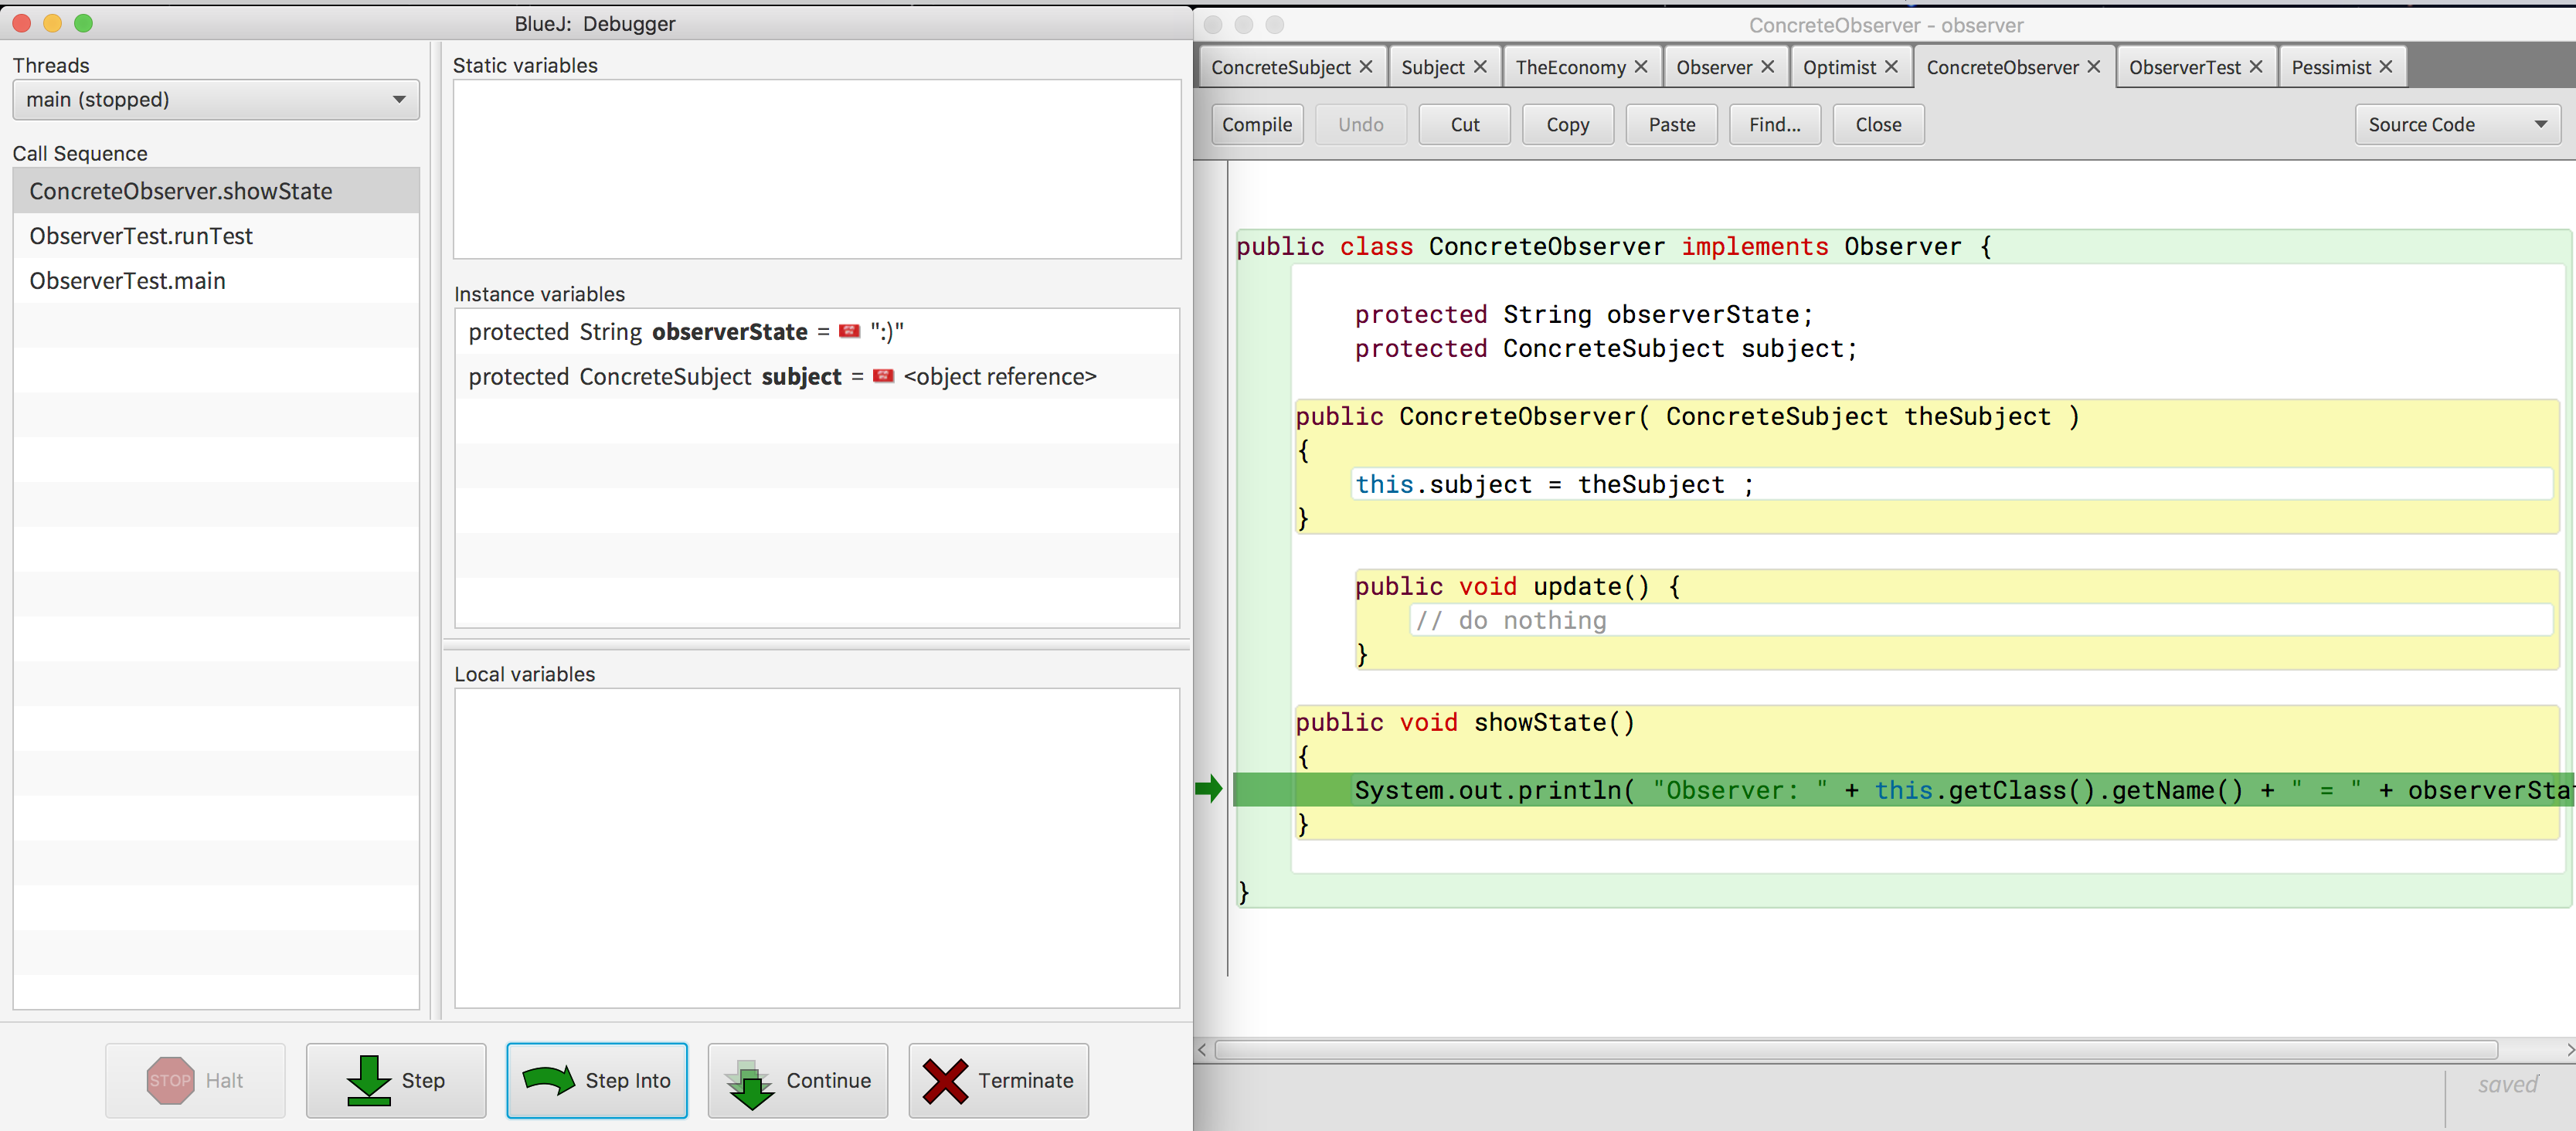 BlueJ: Debugger
Threads
main (stopped)
Call Sequence
ConcreteObserver.showState
ObserverTest.runTest
ObserverTest.main
Static variables
Instance variables
protected String observerState = ":)"
protected ConcreteSubject subject = <object reference>
Local variables
STOP Halt
Step
Step Into
Continue
Terminate
ConcreteObserver - observer
ConcreteSubject Subject TheEconomy Observer Optimist ConcreteObserver ObserverTest Pessimist
Compile Undo Cut Copy Paste Find... Close Source Code
public class ConcreteObserver implements Observer {
protected String observerState;
protected ConcreteSubject subject;
public ConcreteObserver( ConcreteSubject theSubject )
{
this.subject = theSubject ;
}
public void update() {
// do nothing
}
public void showState()
{
System.out.println( "Observer: " + this.getClass().getName() + " = " + observerSta
}
}
saved